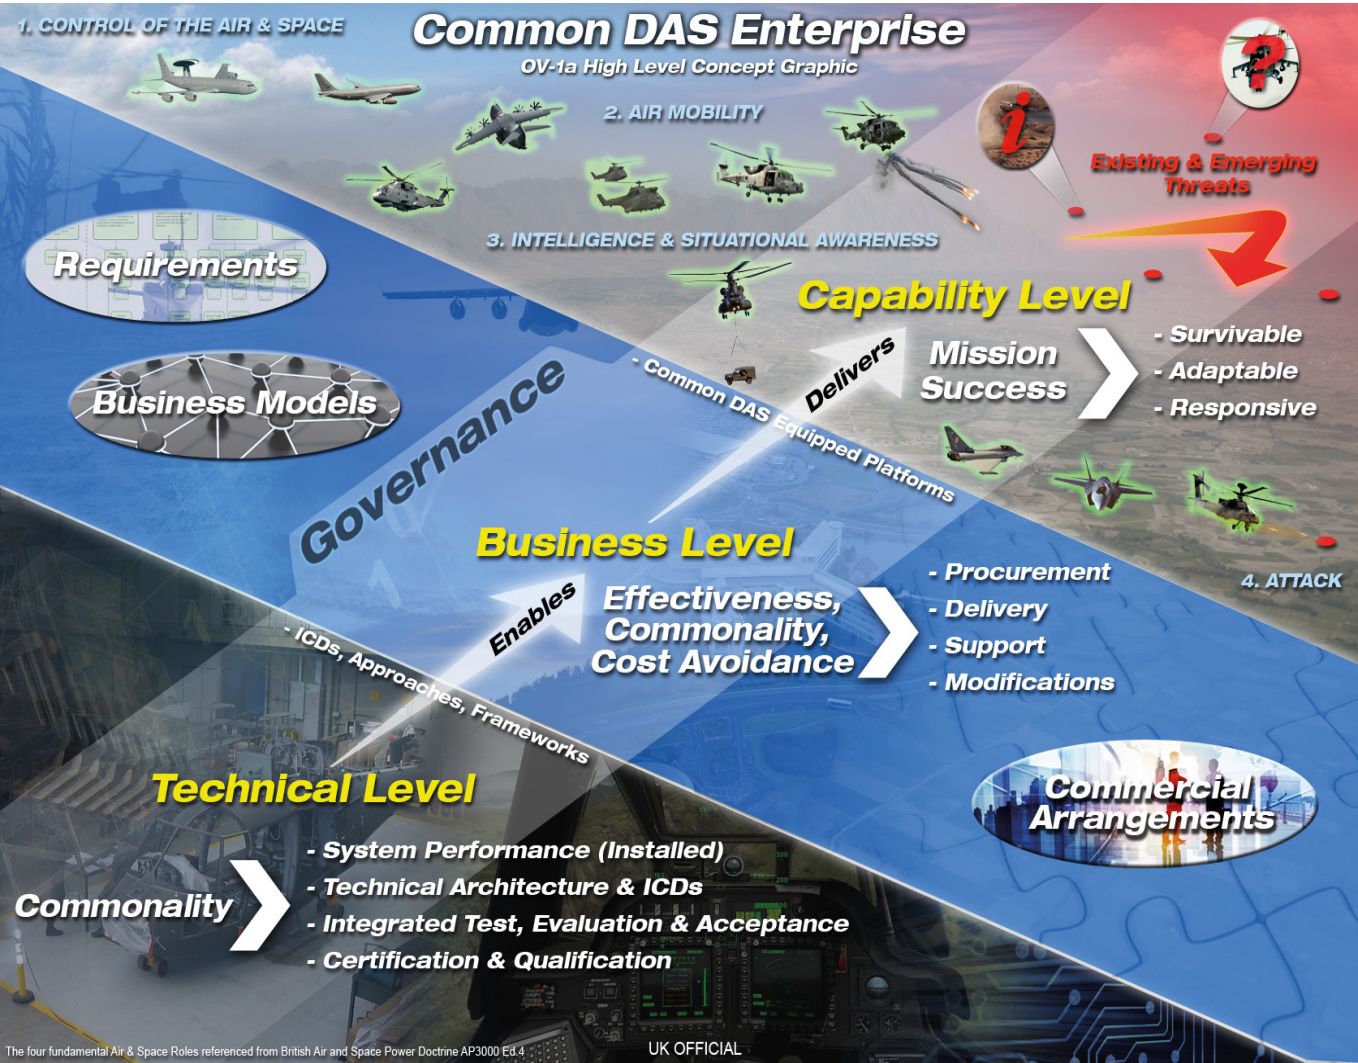 1. CONTROL OF THE AIR & SPACE
Common DAS Enterprise
OV-1a High Level Concept Graphic
2. AIR MOBILITY
?
i
Existing & Emerging
Threats
3. INTELLIGENCE & SITUATIONAL AWARENESS
Requirements
Business Models
Governance
Capability Level
Delivers
Mission
Success
- Survivable
- Adaptable
- Responsive
- Common DAS Equipped Platforms
4. ATTACK
Business Level
Enables
Effectiveness,
Commonality,
Cost Avoidance
- Procurement
- Delivery
- Support
- Modifications
- ICDs, Approaches, Frameworks
Commercial
Arrangements
Technical Level
Commonality
- System Performance (Installed)
- Technical Architecture & ICDs
- Integrated Test, Evaluation & Acceptance
- Certification & Qualification
The four fundamental Air & Space Roles referenced from British Air and Space Power Doctrine AP3000 Ed.4
UK OFFICIAL